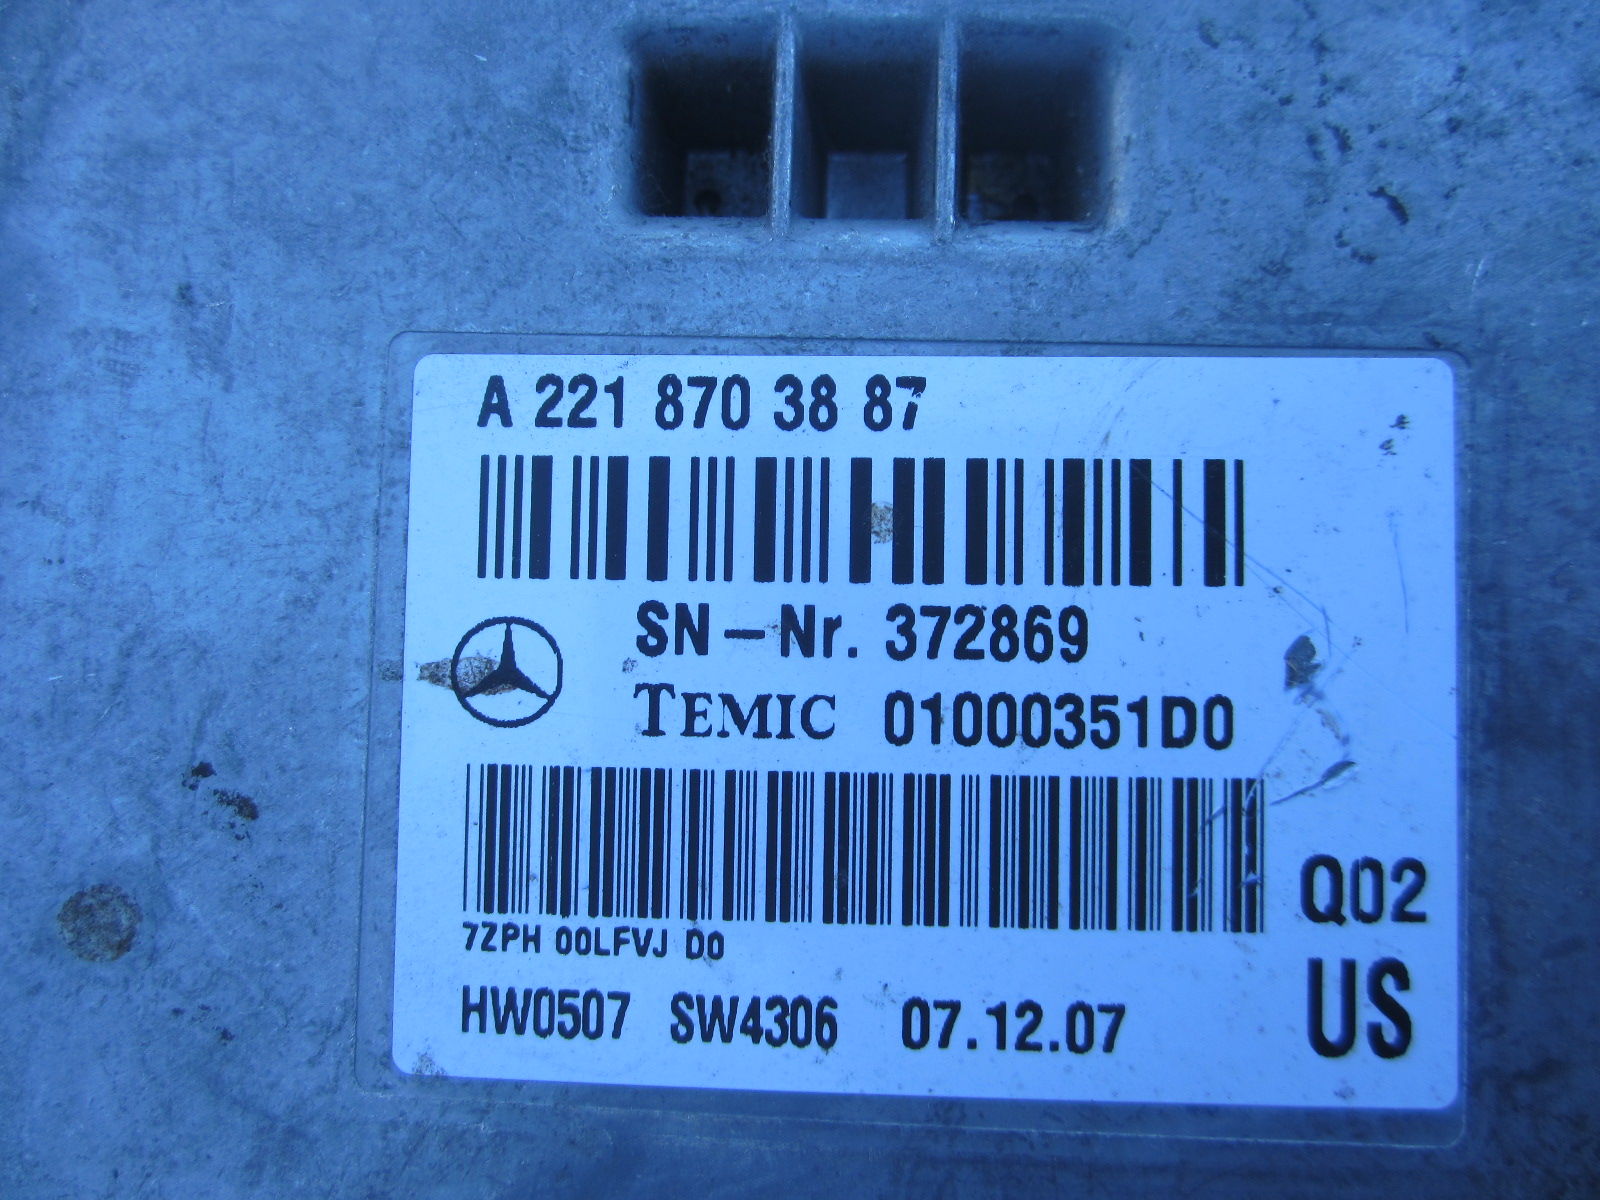 A 221 870 38 87
SN-Nr. 372869
TEMIC 01000351D0
7ZPH 00LFVJ D0
Q02
HW0507 SW4306 07.12.07
US